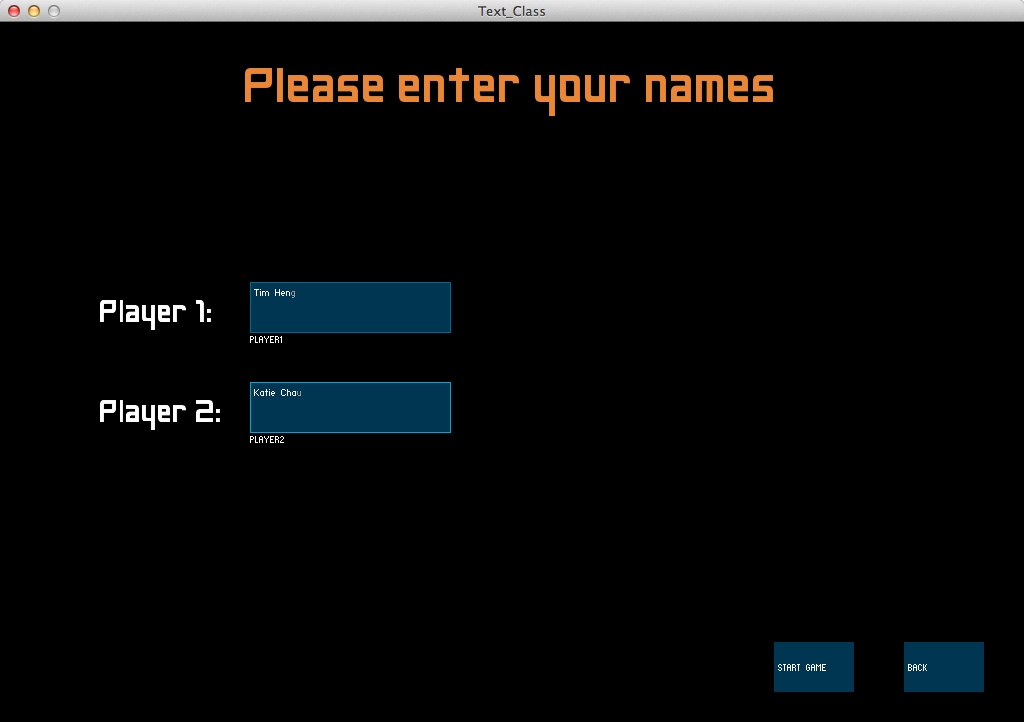 Text_Class
Please enter your names
Player 1:
Tim Heng
PLAYER1
Player 2:
Katie Chau
PLAYER2
START GAME
BACK